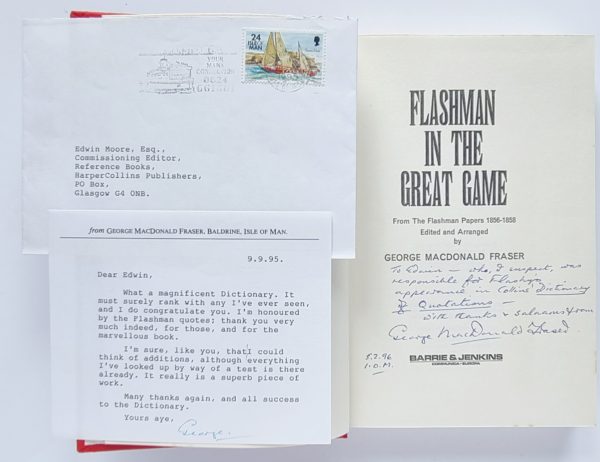 YOUR
MANX
CONNECTION
0624
24
ISLE OF
MAN
Edwin Moore, Esq.,
Commissioning Editor,
Reference Books,
HarperCollins Publishers,
PO Box,
Glasgow G4 0NB.
from GEORGE MACDONALD FRASER, BALDRINE, ISLE OF MAN.
9.9.95.
Dear Edwin,
What a magnificent Dictionary. It
must surely rank with any I've ever seen,
and I do congratulate you. I'm honoured
by the Flashman quotes: thank you very
much indeed, for those, and for the
marvellous book.
I'm sure, like you, that I could
think of additions, although everything
I've looked up by way of a test is there
already. It really is a superb piece of
work.
Many thanks again, and all success
to the Dictionary.
Yours aye,
George.
FLASHMAN
IN THE
GREAT GAME
From The Flashman Papers 1856-1858
Edited and Arranged
by
GEORGE MACDONALD FRASER
To Edwin – who, I suspect, was
responsible for Flashy's
appearance in Collins Dictionary
of Quotations –
with thanks & salaams from
George MacDonald Fraser.
5.2.96
I.O.M.
BARRIE & JENKINS
COMMUNICA - EUROPA